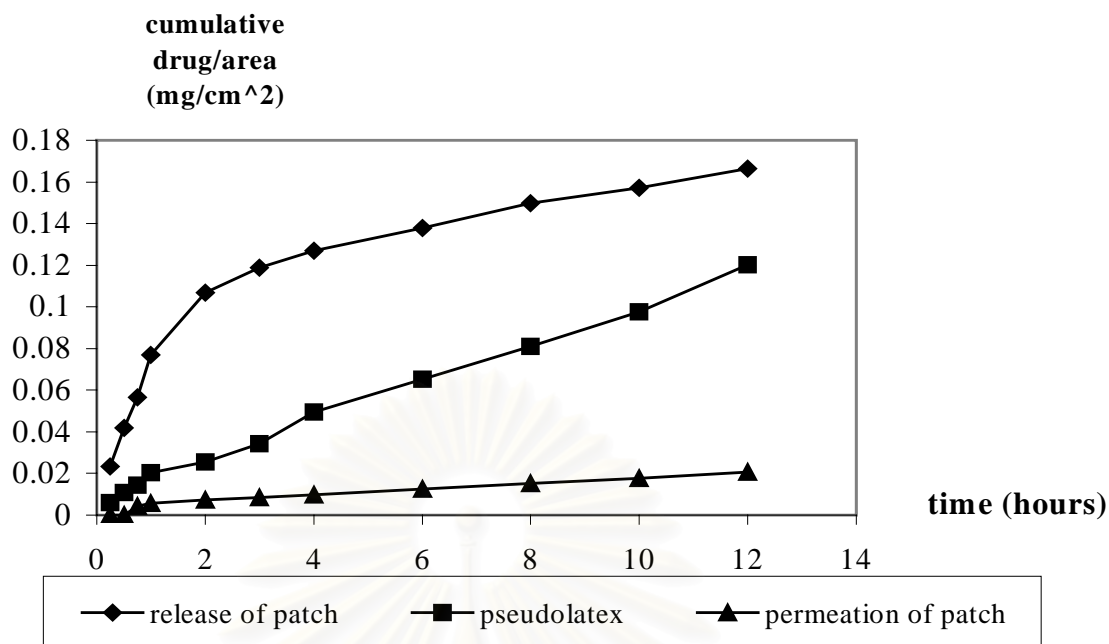 cumulative
drug/area
(mg/cm^2)
0.18
0.16
0.14
0.12
0.1
0.08
0.06
0.04
0.02
0
time (hours)
0 2 4 6 8 10 12 14
release of patch pseudolatex permeation of patch